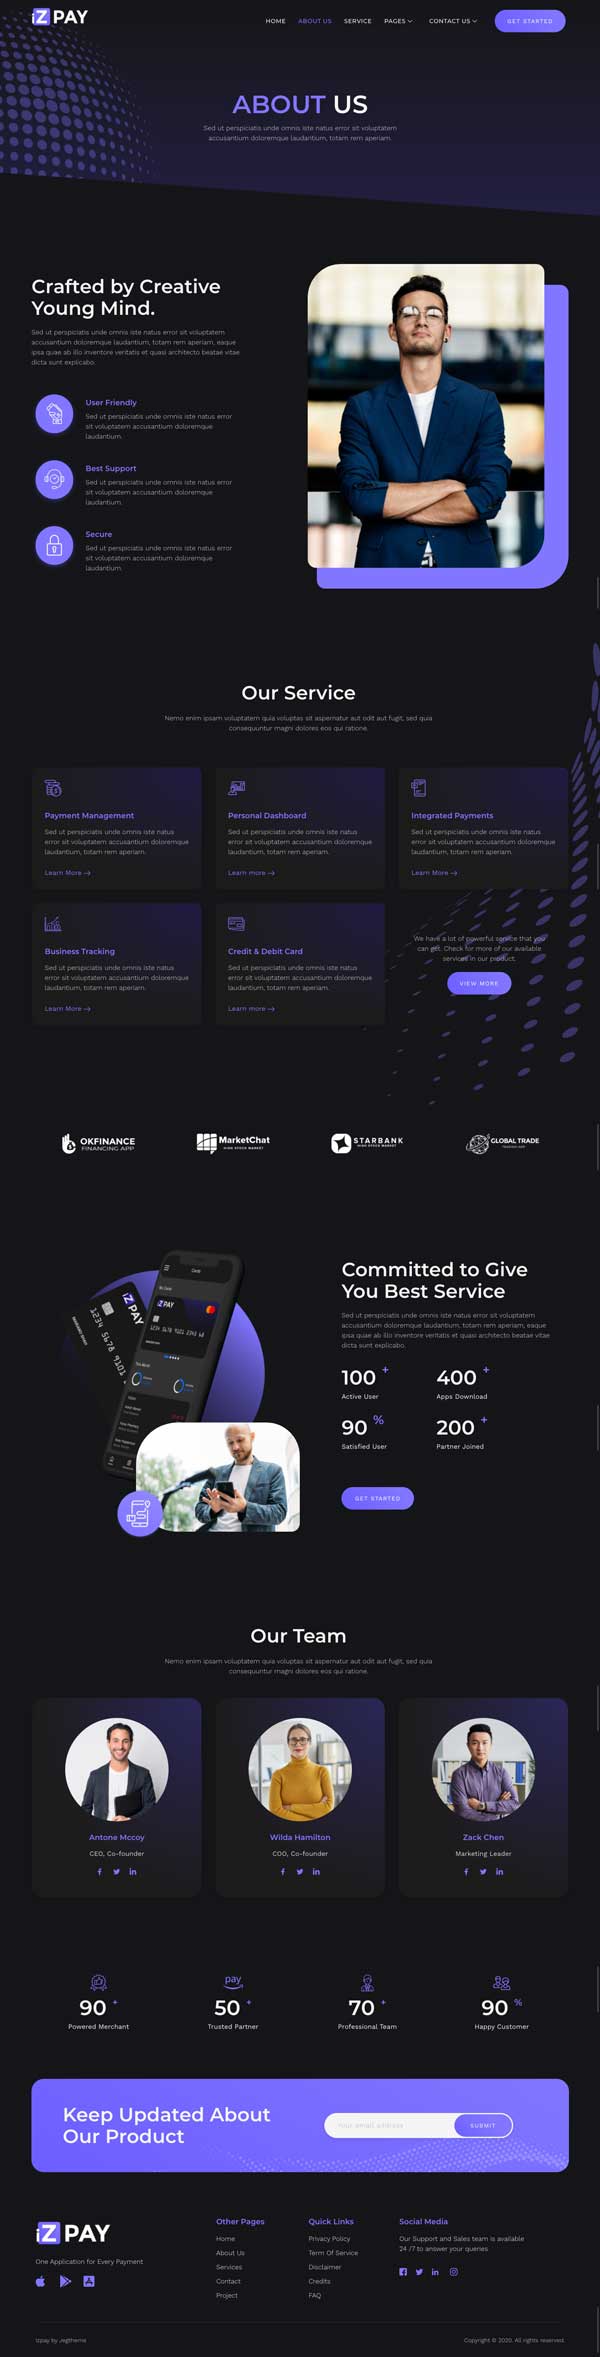 iZ PAY
HOME ABOUT US SERVICE PAGES CONTACT US GET STARTED
ABOUT US
Sed ut perspiciatis unde omnis iste natus error sit voluptatem
accusantium doloremque laudantium, totam rem aperiam.
Crafted by Creative
Young Mind.
Sed ut perspiciatis unde omnis iste natus error sit voluptatem
accusantium doloremque laudantium, totam rem aperiam, eaque
ipsa quae ab illo inventore veritatis et quasi architecto beatae vitae
dicta sunt explicabo.
User Friendly
Sed ut perspiciatis unde omnis iste natus error
sit voluptatem accusantium doloremque
laudantium.
Best Support
Sed ut perspiciatis unde omnis iste natus error
sit voluptatem accusantium doloremque
laudantium.
Secure
Sed ut perspiciatis unde omnis iste natus error
sit voluptatem accusantium doloremque
laudantium.
Our Service
Nemo enim ipsam voluptatem quia voluptas sit aspernatur aut odit aut fugit, sed quia
consequuntur magni dolores eos qui ratione.
Payment Management
Sed ut perspiciatis unde omnis iste natus
error sit voluptatem accusantium doloremque
laudantium, totam rem aperiam.
Learn More
Personal Dashboard
Sed ut perspiciatis unde omnis iste natus
error sit voluptatem accusantium doloremque
laudantium, totam rem aperiam.
Learn more
Integrated Payments
Sed ut perspiciatis unde omnis iste natus
error sit voluptatem accusantium doloremque
laudantium, totam rem aperiam.
Learn More
Business Tracking
Sed ut perspiciatis unde omnis iste natus
error sit voluptatem accusantium doloremque
laudantium, totam rem aperiam.
Learn More
Credit & Debit Card
Sed ut perspiciatis unde omnis iste natus
error sit voluptatem accusantium doloremque
laudantium, totam rem aperiam.
Learn more
We have a lot of powerful service that you
can get. Check for more of our available
services in our product.
VIEW MORE
OKFINANCE
FINANCING APP
MarketChat
HIGH STOCK MARKET
STARBANK
HIGH STOCK MARKET
GLOBAL TRADE
TRADING APP
Cards
iZ PAY
1234 5678 9101
iZ PAY
Committed to Give
You Best Service
Sed ut perspiciatis unde omnis iste natus error sit voluptatem
accusantium doloremque laudantium, totam rem aperiam, eaque
ipsa quae ab illo inventore veritatis et quasi architecto beatae vitae
dicta sunt explicabo.
100 +
Active User
400 +
Apps Download
90 %
Satisfied User
200 +
Partner Joined
GET STARTED
Our Team
Nemo enim ipsam voluptatem quia voluptas sit aspernatur aut odit aut fugit, sed quia
consequuntur magni dolores eos qui ratione.
Antone Mccoy
CEO, Co-founder
Wilda Hamilton
COO, Co-founder
Zack Chen
Marketing Leader
90 +
Powered Merchant
pay
50 +
Trusted Partner
70 +
Professional Team
90 %
Happy Customer
Keep Updated About
Our Product
Your email address
SUBMIT
iZ PAY
One Application for Every Payment
Other Pages
Home
About Us
Services
Contact
Project
Quick Links
Privacy Policy
Term Of Service
Disclaimer
Credits
FAQ
Social Media
Our Support and Sales team is available
24 /7 to answer your queries
Izpay by Jegtheme
Copyright © 2020. All rights reserved.